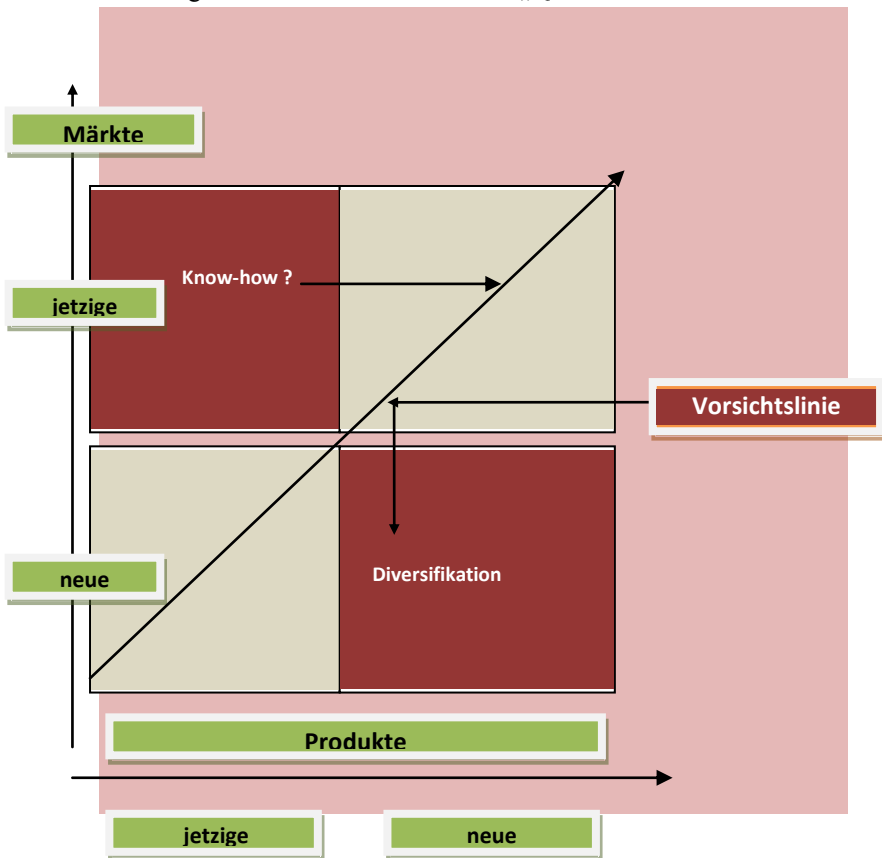 Märkte
Know-how ?
jetzige
Vorsichtslinie
neue
Diversifikation
Produkte
jetzige
neue